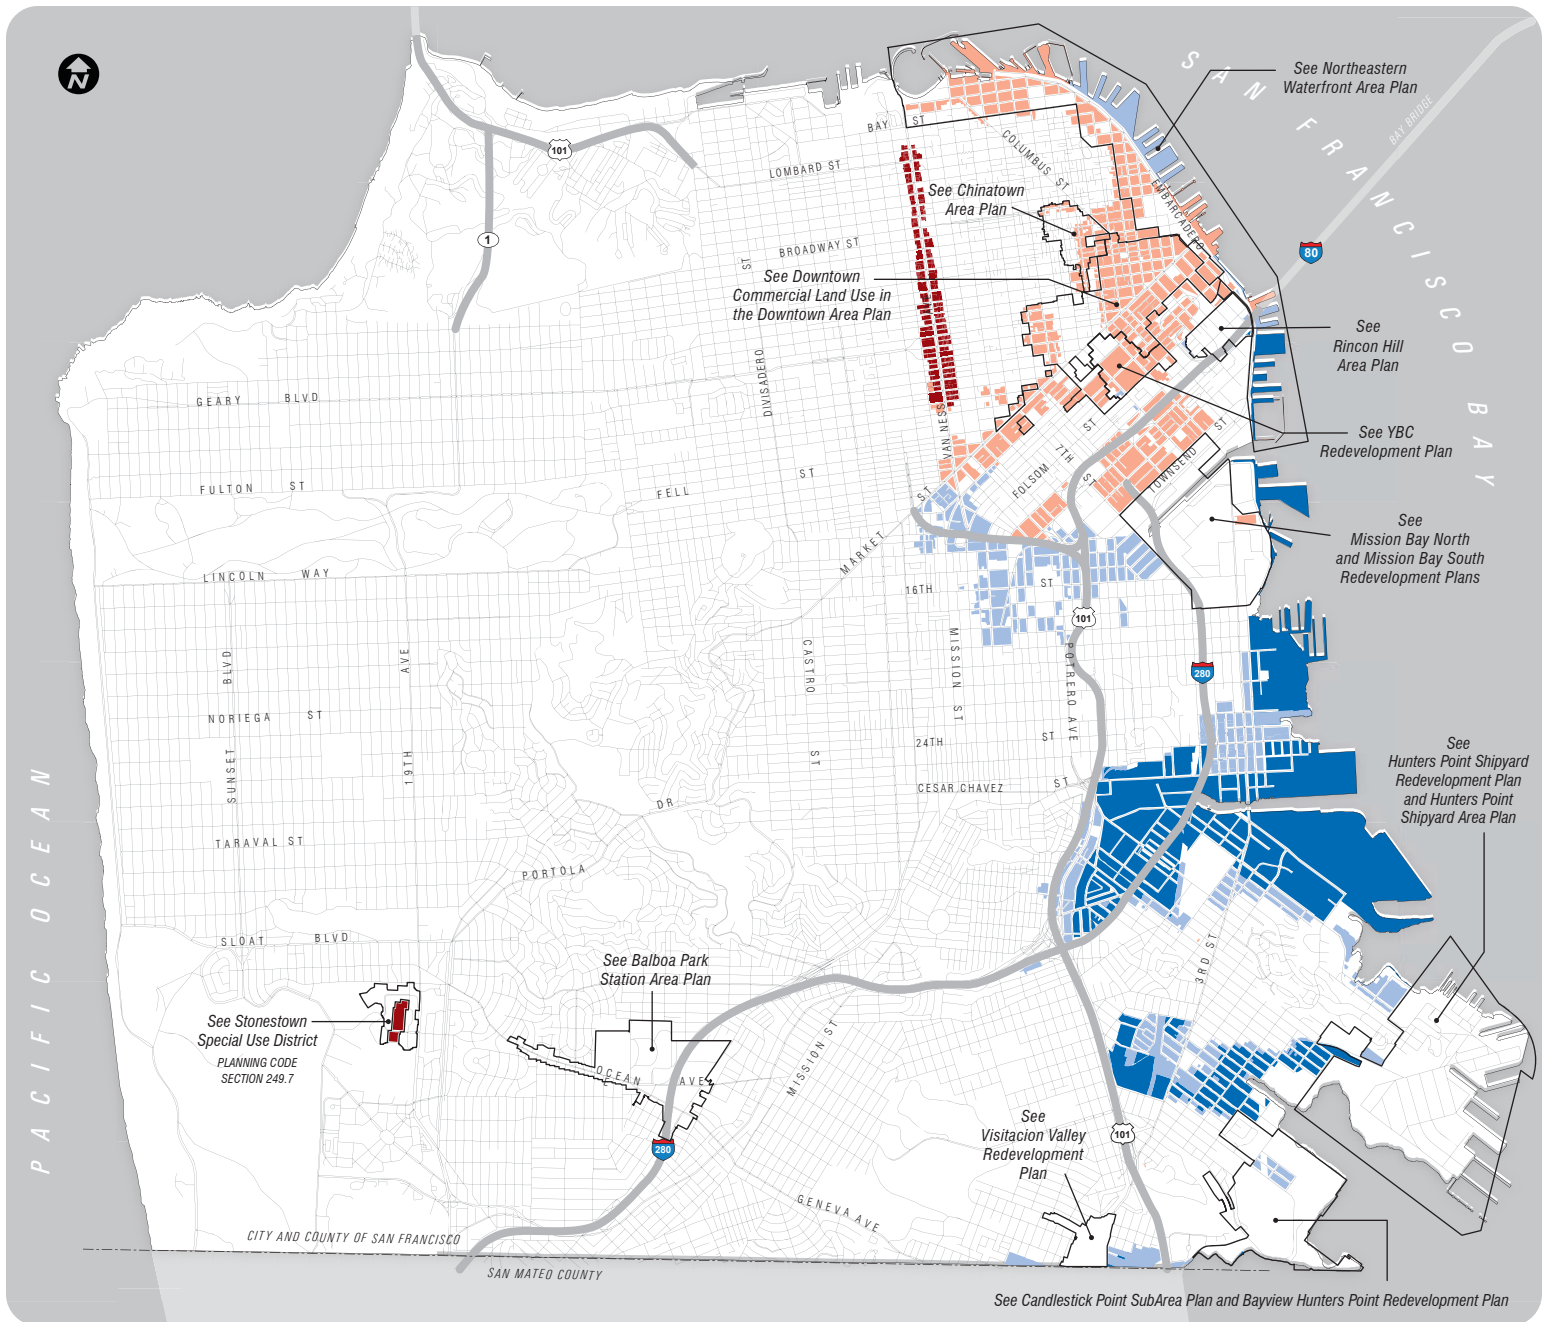 N
SAN FRANCISCO BAY
BAY BRIDGE
See Northeastern
Waterfront Area Plan
101
1
80
BAY ST
COLUMBUS ST
LOMBARD ST
EMBARCADERO
See Chinatown
Area Plan
BROADWAY ST
See Downtown
Commercial Land Use in
the Downtown Area Plan
See
Rincon Hill
Area Plan
DIVISADERO ST
GEARY BLVD
VAN NESS
See YBC
Redevelopment Plan
FULTON ST
FELL ST
FOLSOM ST
7TH ST
TOWNSEND ST
MARKET ST
See
Mission Bay North
and Mission Bay South
Redevelopment Plans
LINCOLN WAY
16TH ST
101
280
SUNSET BLVD
19TH AVE
CASTRO ST
MISSION ST
POTRERO AVE
NORIEGA ST
24TH ST
CESAR CHAVEZ ST
See
Hunters Point Shipyard
Redevelopment Plan
and Hunters Point
Shipyard Area Plan
PACIFIC OCEAN
TARAVAL ST
PORTOLA DR
SLOAT BLVD
3RD ST
See Balboa Park
Station Area Plan
See Stonestown
Special Use District
PLANNING CODE
SECTION 249.7
OCEAN AVE
MISSION ST
280
101
See
Visitacion Valley
Redevelopment
Plan
GENEVA AVE
CITY AND COUNTY OF SAN FRANCISCO
SAN MATEO COUNTY
See Candlestick Point SubArea Plan and Bayview Hunters Point Redevelopment Plan